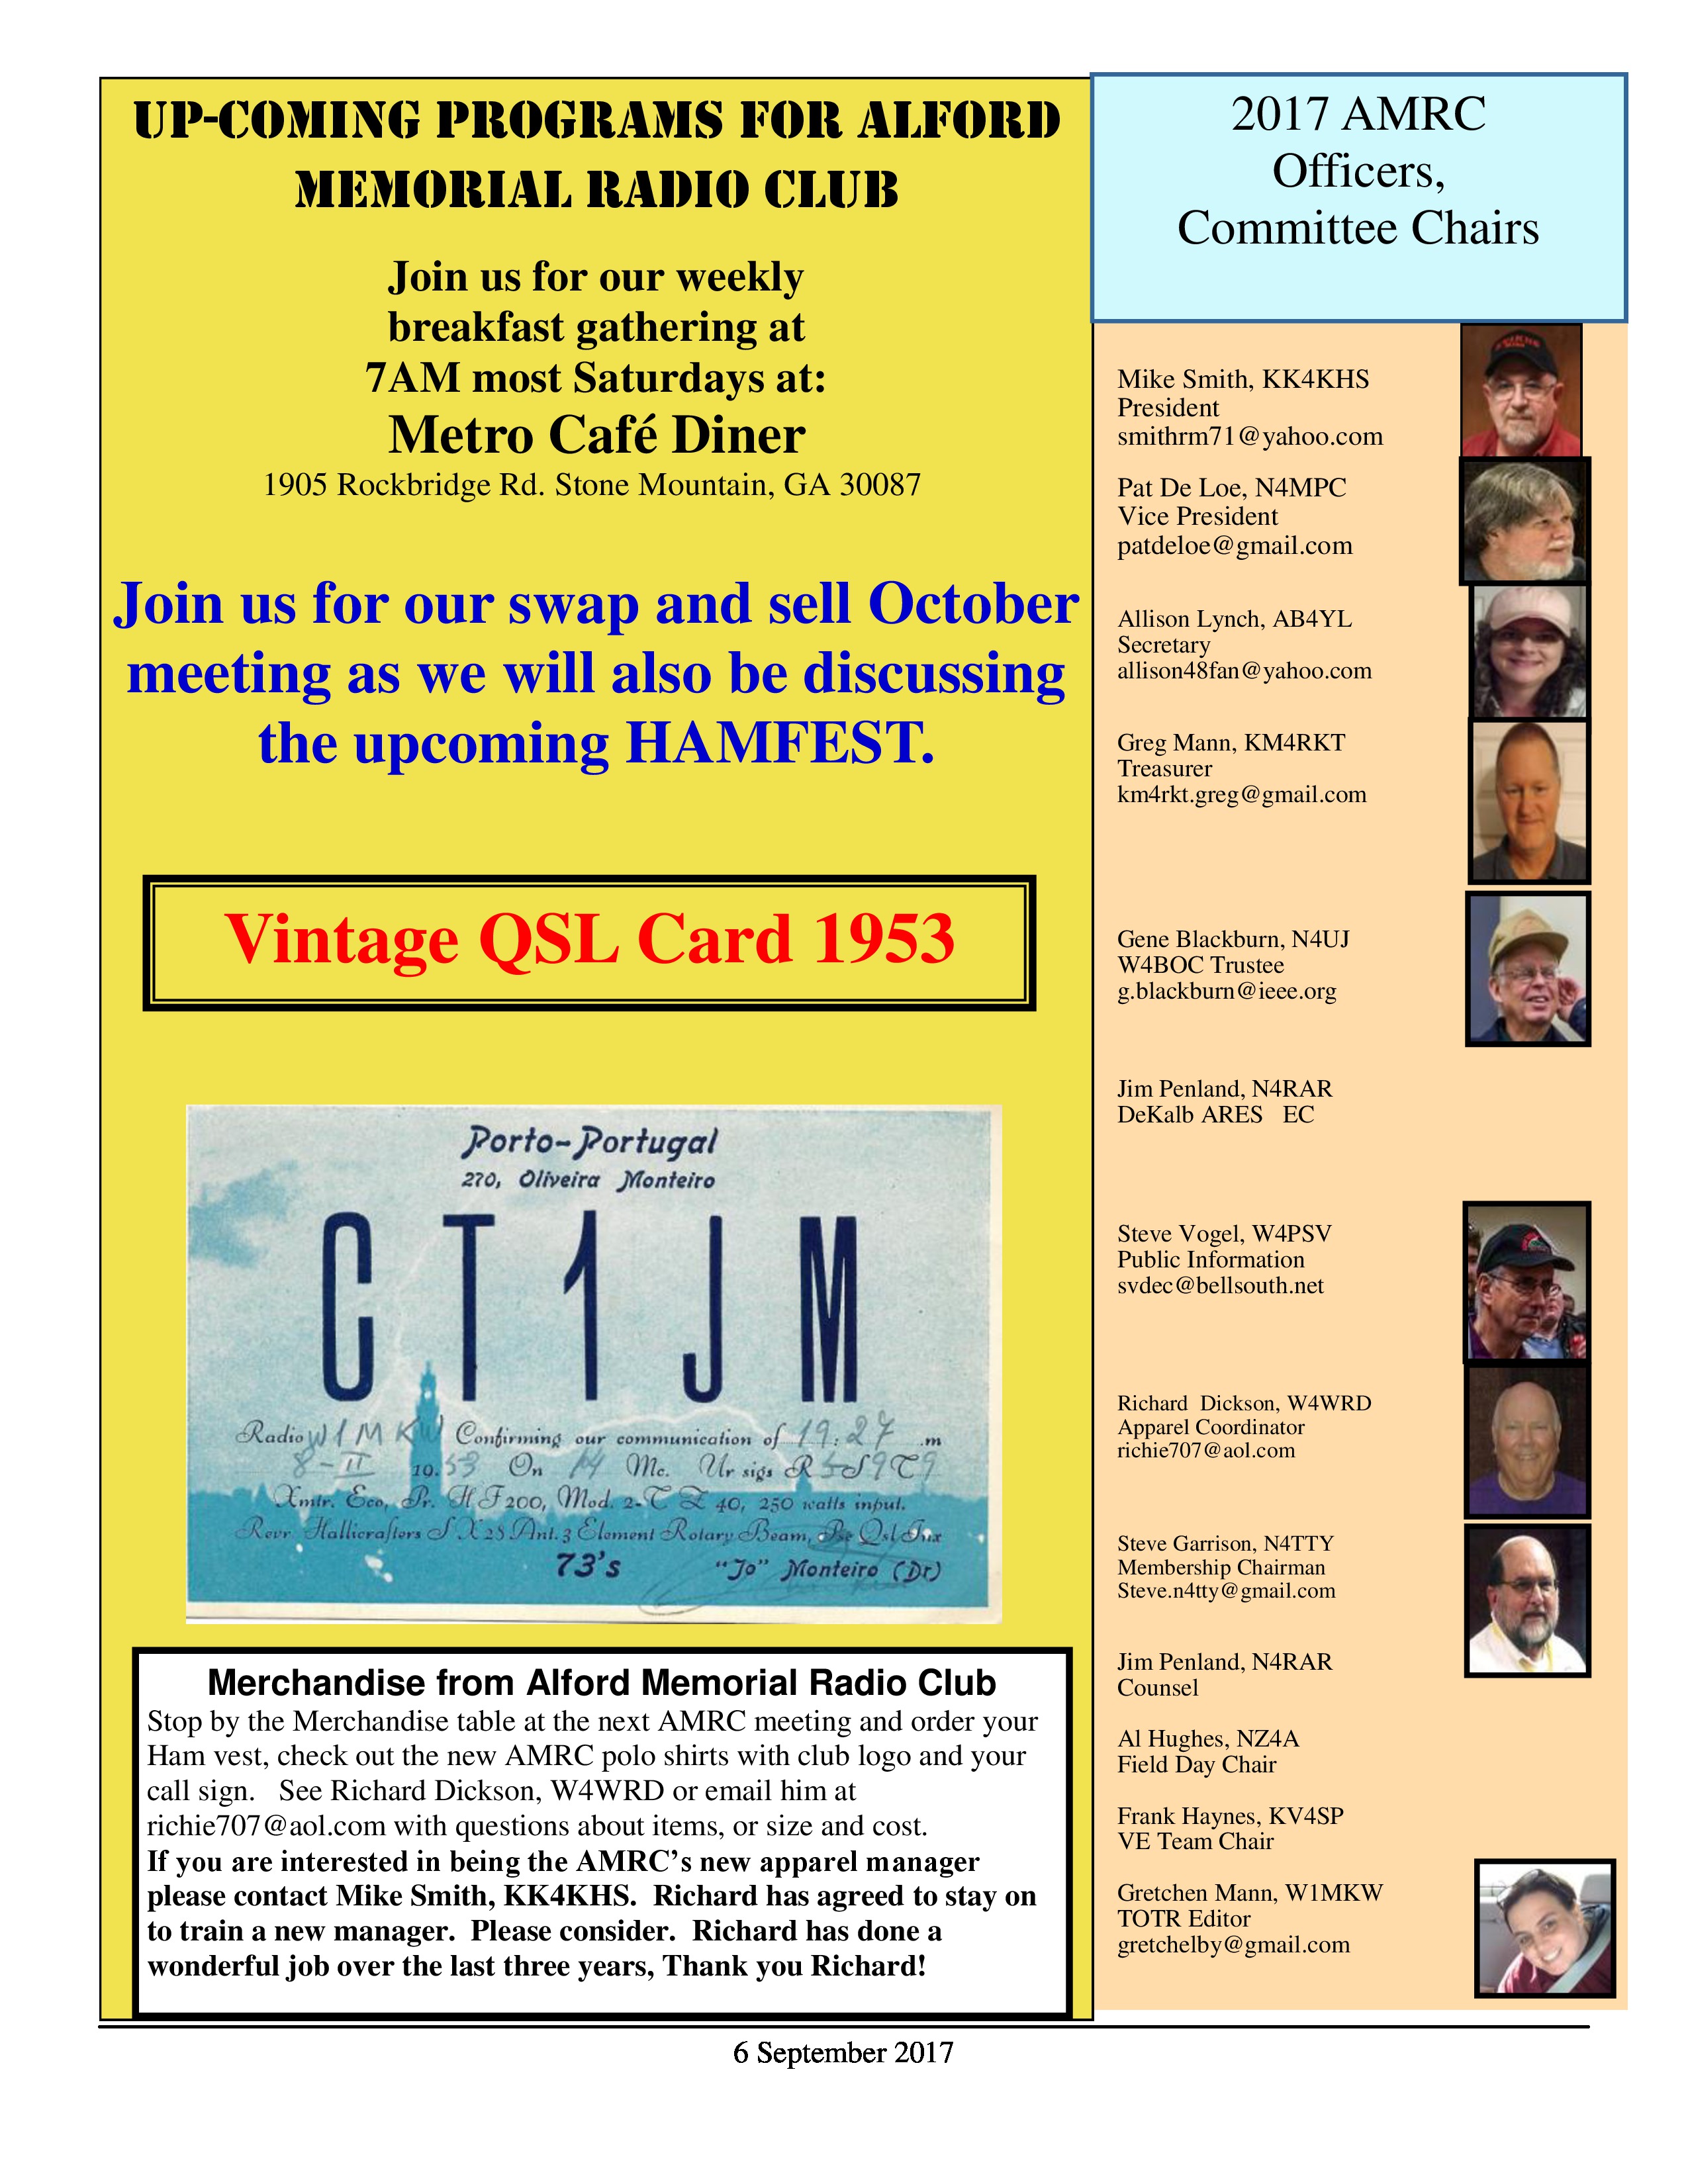 UP-COMING PROGRAMS FOR ALFORD
MEMORIAL RADIO CLUB
Join us for our weekly
breakfast gathering at
7AM most Saturdays at:
Metro Café Diner
1905 Rockbridge Rd. Stone Mountain, GA 30087
Join us for our swap and sell October
meeting as we will also be discussing
the upcoming HAMFEST.
Vintage QSL Card 1953
Porto-Portugal
270, Oliveira Monteiro
CT1JM
Radio W1MKW Confirming our communication of 19:27 .m
8-II 1953 On 14 Mc. Ur sigs R 5 S 9 T 9
Xmtr. Eco, Pr. HF 200, Mod. 2-TZ 40, 250 watts input.
Rcvr Hallicrafters SX28 Ant. 3 Element Rotary Beam, Pse Qsl Tnx
73's "Jo" Monteiro (Dr)
Merchandise from Alford Memorial Radio Club
Stop by the Merchandise table at the next AMRC meeting and order your
Ham vest, check out the new AMRC polo shirts with club logo and your
call sign.   See Richard Dickson, W4WRD or email him at
richie707@aol.com with questions about items, or size and cost.
If you are interested in being the AMRC's new apparel manager
please contact Mike Smith, KK4KHS.  Richard has agreed to stay on
to train a new manager.  Please consider.  Richard has done a
wonderful job over the last three years, Thank you Richard!
2017 AMRC
Officers,
Committee Chairs
Mike Smith, KK4KHS
President
smithrm71@yahoo.com
Pat De Loe, N4MPC
Vice President
patdeloe@gmail.com
Allison Lynch, AB4YL
Secretary
allison48fan@yahoo.com
Greg Mann, KM4RKT
Treasurer
km4rkt.greg@gmail.com
Gene Blackburn, N4UJ
W4BOC Trustee
g.blackburn@ieee.org
Jim Penland, N4RAR
DeKalb ARES   EC
Steve Vogel, W4PSV
Public Information
svdec@bellsouth.net
Richard  Dickson, W4WRD
Apparel Coordinator
richie707@aol.com
Steve Garrison, N4TTY
Membership Chairman
Steve.n4tty@gmail.com
Jim Penland, N4RAR
Counsel
Al Hughes, NZ4A
Field Day Chair
Frank Haynes, KV4SP
VE Team Chair
Gretchen Mann, W1MKW
TOTR Editor
gretchelby@gmail.com
6 September 2017